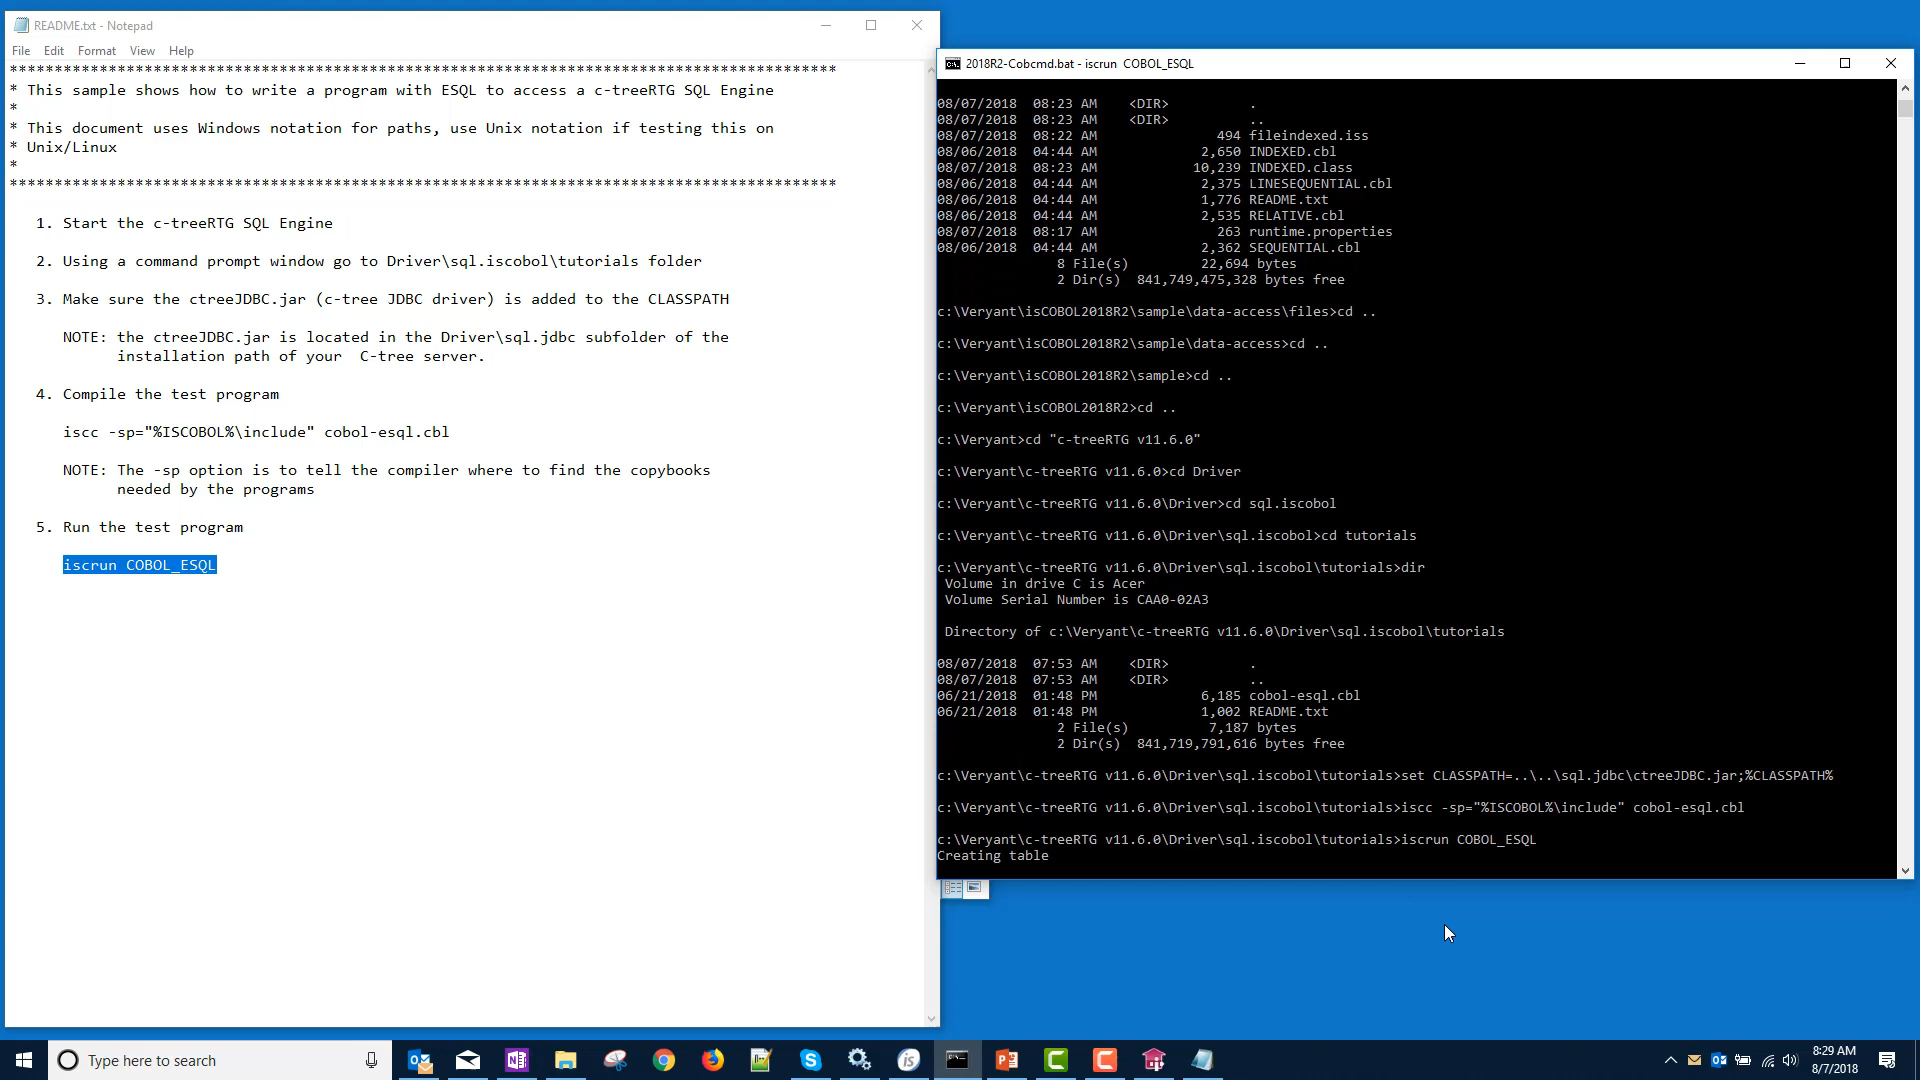 README.txt - Notepad
File Edit Format View Help
********************************************************************************************
* This sample shows how to write a program with ESQL to access a c-treeRTG SQL Engine
*
* This document uses Windows notation for paths, use Unix notation if testing this on
* Unix/Linux
*
********************************************************************************************
1. Start the c-treeRTG SQL Engine
2. Using a command prompt window go to Driver\sql.iscobol\tutorials folder
3. Make sure the ctreeJDBC.jar (c-tree JDBC driver) is added to the CLASSPATH
NOTE: the ctreeJDBC.jar is located in the Driver\sql.jdbc subfolder of the
installation path of your  C-tree server.
4. Compile the test program
iscc -sp="%ISCOBOL%\include" cobol-esql.cbl
NOTE: The -sp option is to tell the compiler where to find the copybooks
needed by the programs
5. Run the test program
iscrun COBOL_ESQL
2018R2-Cobcmd.bat - iscrun  COBOL_ESQL
08/07/2018  08:23 AM    <DIR>          .
08/07/2018  08:23 AM    <DIR>          ..
08/07/2018  08:22 AM               494 fileindexed.iss
08/06/2018  04:44 AM             2,650 INDEXED.cbl
08/07/2018  08:23 AM            10,239 INDEXED.class
08/06/2018  04:44 AM             2,375 LINESEQUENTIAL.cbl
08/06/2018  04:44 AM             1,776 README.txt
08/06/2018  04:44 AM             2,535 RELATIVE.cbl
08/07/2018  08:17 AM               263 runtime.properties
08/06/2018  04:44 AM             2,362 SEQUENTIAL.cbl
8 File(s)         22,694 bytes
2 Dir(s)  841,749,475,328 bytes free
c:\Veryant\isCOBOL2018R2\sample\data-access\files>cd ..
c:\Veryant\isCOBOL2018R2\sample\data-access>cd ..
c:\Veryant\isCOBOL2018R2\sample>cd ..
c:\Veryant\isCOBOL2018R2>cd ..
c:\Veryant>cd "c-treeRTG v11.6.0"
c:\Veryant\c-treeRTG v11.6.0>cd Driver
c:\Veryant\c-treeRTG v11.6.0\Driver>cd sql.iscobol
c:\Veryant\c-treeRTG v11.6.0\Driver\sql.iscobol>cd tutorials
c:\Veryant\c-treeRTG v11.6.0\Driver\sql.iscobol\tutorials>dir
Volume in drive C is Acer
Volume Serial Number is CAA0-02A3
Directory of c:\Veryant\c-treeRTG v11.6.0\Driver\sql.iscobol\tutorials
08/07/2018  07:53 AM    <DIR>          .
08/07/2018  07:53 AM    <DIR>          ..
06/21/2018  01:48 PM             6,185 cobol-esql.cbl
06/21/2018  01:48 PM             1,002 README.txt
2 File(s)          7,187 bytes
2 Dir(s)  841,719,791,616 bytes free
c:\Veryant\c-treeRTG v11.6.0\Driver\sql.iscobol\tutorials>set CLASSPATH=..\..\sql.jdbc\ctreeJDBC.jar;%CLASSPATH%
c:\Veryant\c-treeRTG v11.6.0\Driver\sql.iscobol\tutorials>iscc -sp="%ISCOBOL%\include" cobol-esql.cbl
c:\Veryant\c-treeRTG v11.6.0\Driver\sql.iscobol\tutorials>iscrun COBOL_ESQL
Creating table
Type here to search
8:29 AM
8/7/2018